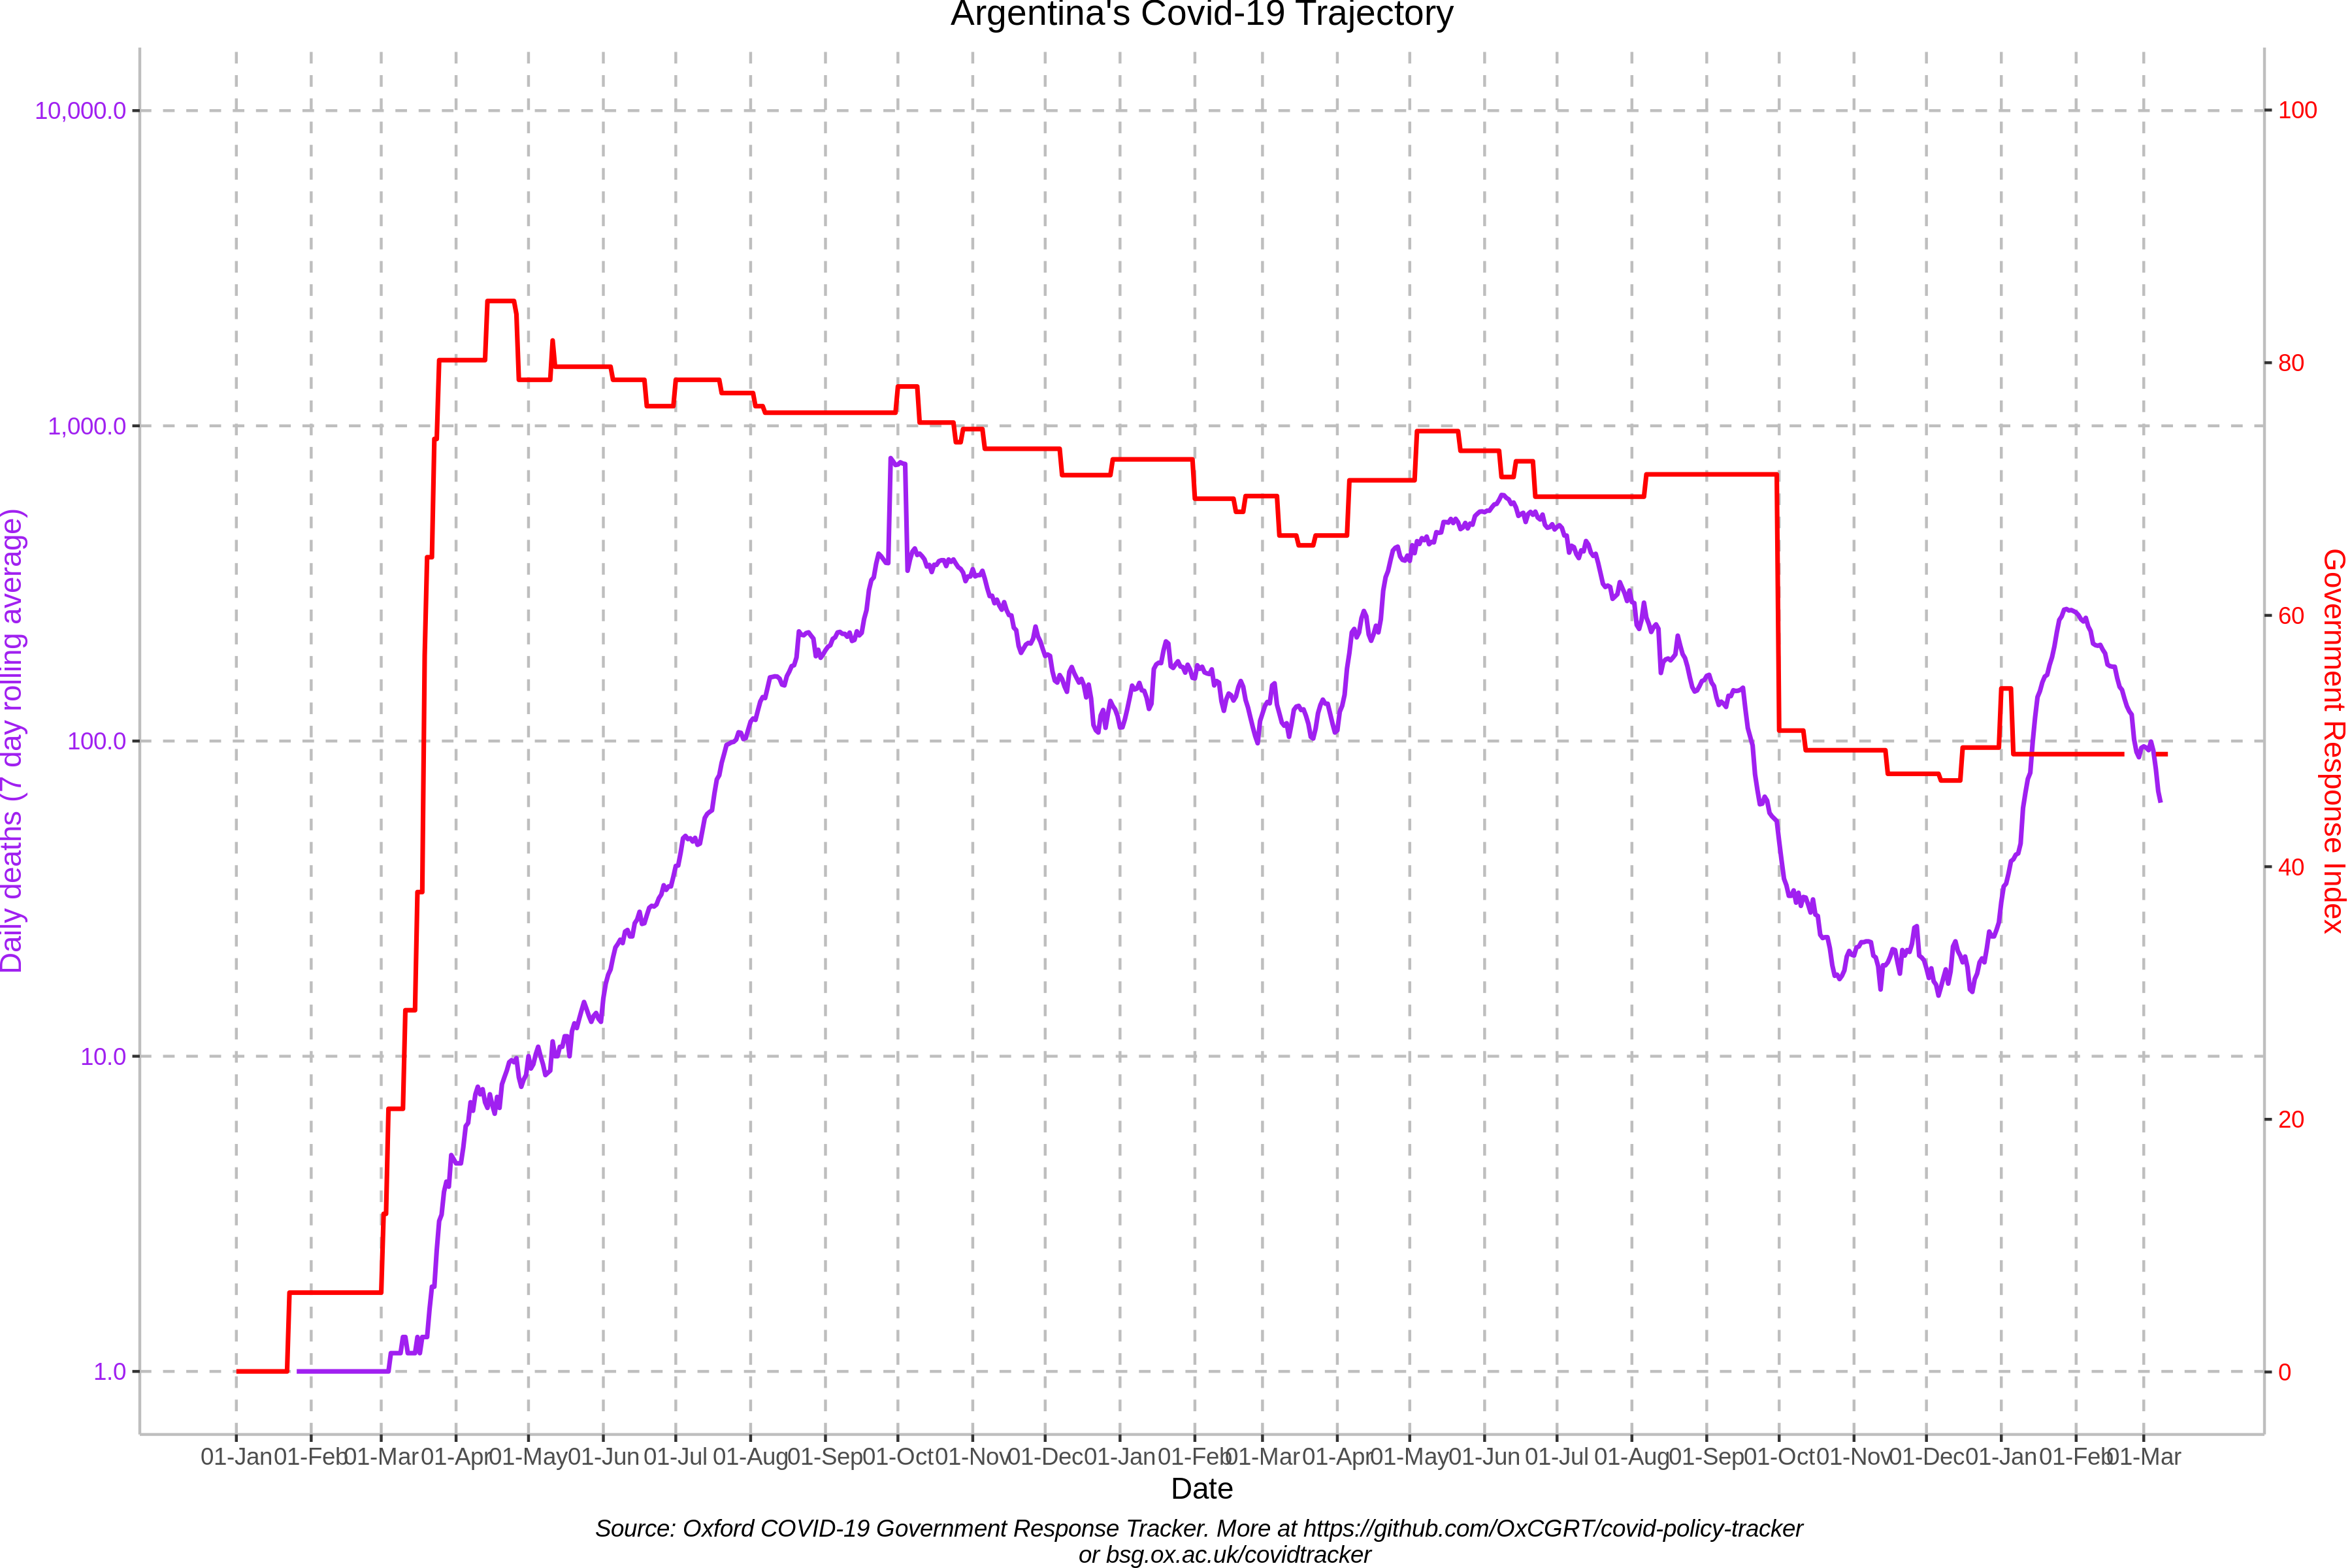 Argentina's Covid-19 Trajectory
Daily deaths (7 day rolling average)
10,000.0
1,000.0
100.0
10.0
1.0
100
80
60
40
20
0
Government Response Index
01-Jan 01-Feb 01-Mar 01-Apr 01-May 01-Jun 01-Jul 01-Aug 01-Sep 01-Oct 01-Nov 01-Dec 01-Jan 01-Feb 01-Mar 01-Apr 01-May 01-Jun 01-Jul 01-Aug 01-Sep 01-Oct 01-Nov 01-Dec 01-Jan 01-Feb 01-Mar
Date
Source: Oxford COVID-19 Government Response Tracker. More at https://github.com/OxCGRT/covid-policy-tracker
or bsg.ox.ac.uk/covidtracker